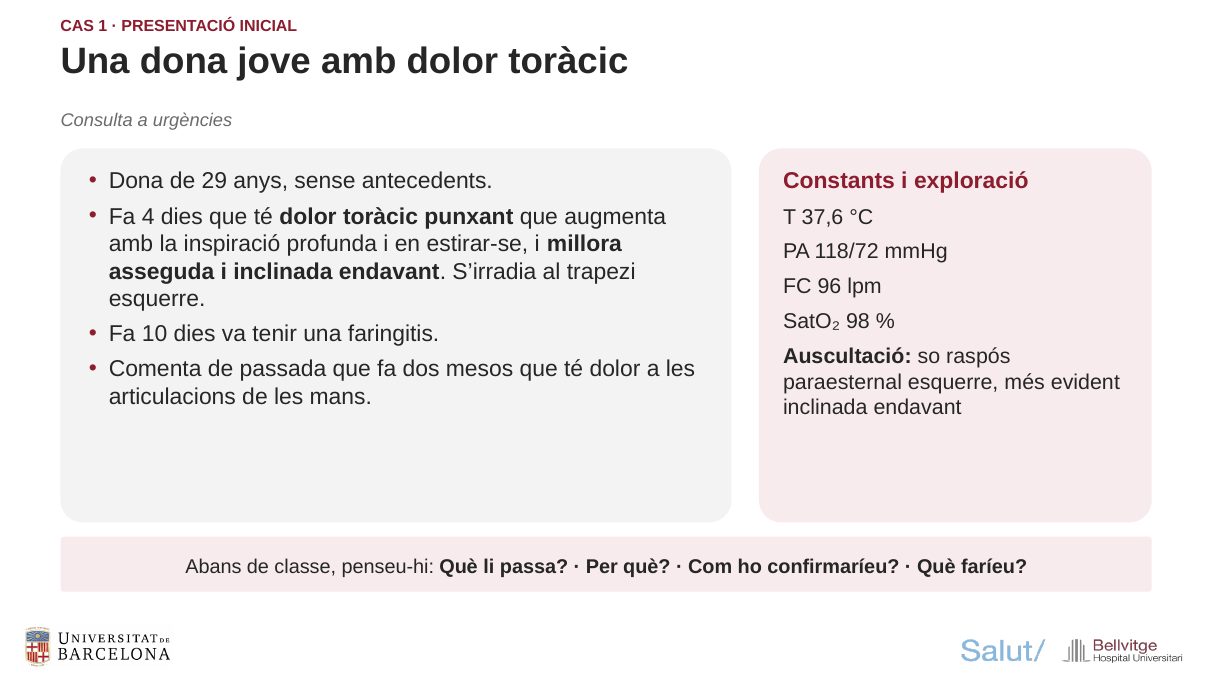 CAS 1 · PRESENTACIÓ INICIAL
Una dona jove amb dolor toràcic
Consulta a urgències
• Dona de 29 anys, sense antecedents.
• Fa 4 dies que té dolor toràcic punxant que augmenta
amb la inspiració profunda i en estirar-se, i millora
asseguda i inclinada endavant. S’irradia al trapezi
esquerre.
• Fa 10 dies va tenir una faringitis.
• Comenta de passada que fa dos mesos que té dolor a les
articulacions de les mans.
Constants i exploració
T 37,6 °C
PA 118/72 mmHg
FC 96 lpm
SatO₂ 98 %
Auscultació: so raspós
paraesternal esquerre, més evident
inclinada endavant
Abans de classe, penseu-hi: Què li passa? · Per què? · Com ho confirmaríeu? · Què faríeu?
UNIVERSITAT DE
BARCELONA
Salut/
Bellvitge
Hospital Universitari